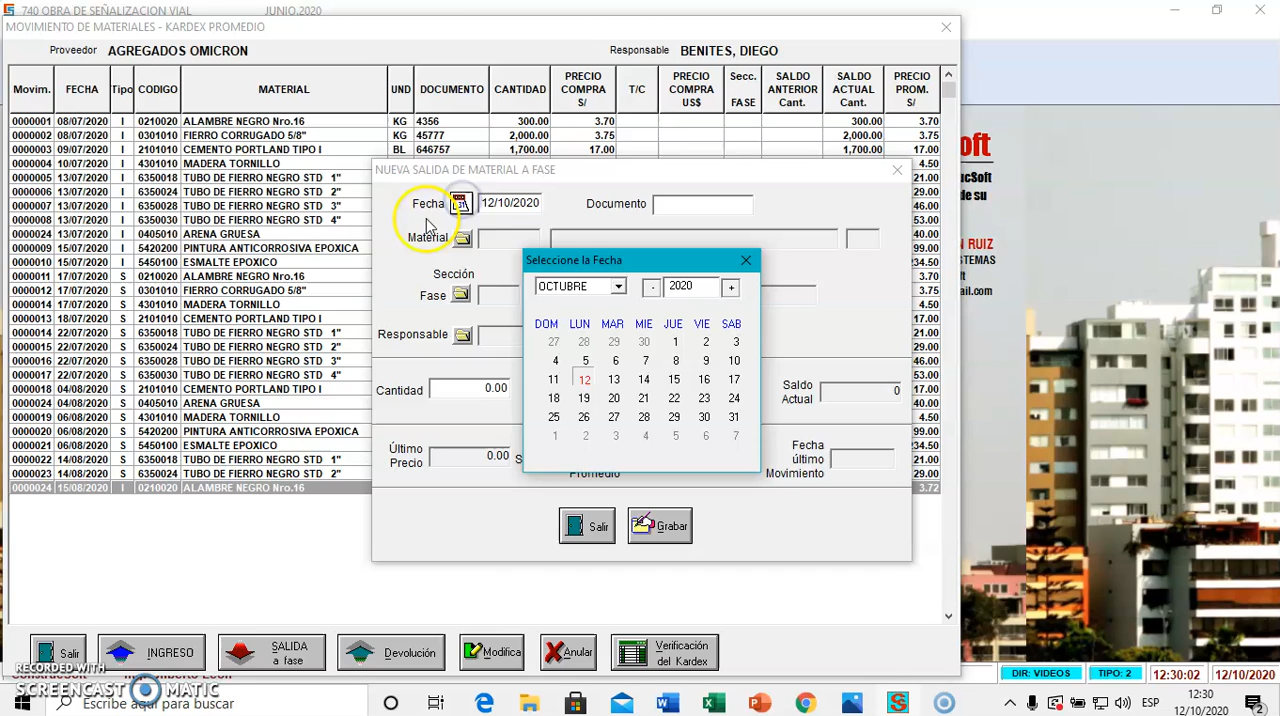 740 OBRA DE SEÑALIZACION VIAL JUNIO.2020
MOVIMIENTO DE MATERIALES - KARDEX PROMEDIO
Proveedor AGREGADOS OMICRON Responsable BENITES, DIEGO
Movim. FECHA Tipo CODIGO MATERIAL UND DOCUMENTO CANTIDAD PRECIO COMPRA S/ T/C PRECIO COMPRA US$ Secc. FASE SALDO ANTERIOR Cant. SALDO ACTUAL Cant. PRECIO PROM. S/
0000001 08/07/2020 I 0210020 ALAMBRE NEGRO Nro.16 KG 4356 300.00 3.70 300.00 3.70
0000002 08/07/2020 I 0301010 FIERRO CORRUGADO 5/8" KG 45777 2,000.00 3.75 2,000.00 3.75
0000003 09/07/2020 I 2101010 CEMENTO PORTLAND TIPO I BL 646757 1,700.00 17.00 1,700.00 17.00
0000004 10/07/2020 I 4301010 MADERA TORNILLO 4.50
0000005 13/07/2020 I 6350018 TUBO DE FIERRO NEGRO STD 1" 21.00
0000006 13/07/2020 I 6350024 TUBO DE FIERRO NEGRO STD 2" 29.00
0000007 13/07/2020 I 6350028 TUBO DE FIERRO NEGRO STD 3" 46.00
0000008 13/07/2020 I 6350030 TUBO DE FIERRO NEGRO STD 4" 67.00
0000024 13/07/2020 I 0405010 ARENA GRUESA 40.00
0000009 15/07/2020 I 5420200 PINTURA ANTICORROSIVA EPOXICA 99.00
0000010 15/07/2020 I 5450100 ESMALTE EPOXICO 234.50
0000011 17/07/2020 S 0210020 ALAMBRE NEGRO Nro.16 3.70
0000012 17/07/2020 S 0301010 FIERRO CORRUGADO 5/8" 3.75
0000017 14/07/2020 S 4301010 MADERA TORNILLO 4.50
0000013 18/07/2020 S 2101010 CEMENTO PORTLAND TIPO I 17.00
0000014 22/07/2020 S 6350018 TUBO DE FIERRO NEGRO STD 1" 21.00
0000015 22/07/2020 S 6350024 TUBO DE FIERRO NEGRO STD 2" 29.00
0000016 22/07/2020 S 6350028 TUBO DE FIERRO NEGRO STD 3" 46.00
0000017 22/07/2020 S 6350030 TUBO DE FIERRO NEGRO STD 4" 67.00
0000018 04/08/2020 S 2101010 CEMENTO PORTLAND TIPO I 17.00
0000024 04/08/2020 S 0405010 ARENA GRUESA 40.00
0000019 06/08/2020 S 4301010 MADERA TORNILLO 4.50
0000020 06/08/2020 S 5420200 PINTURA ANTICORROSIVA EPOXICA 99.00
0000021 06/08/2020 S 5450100 ESMALTE EPOXICO 234.50
0000022 14/08/2020 S 6350018 TUBO DE FIERRO NEGRO STD 1" 21.00
0000023 14/08/2020 S 6350024 TUBO DE FIERRO NEGRO STD 2" 29.00
0000024 15/08/2020 I 0210020 ALAMBRE NEGRO Nro.16 3.72
NUEVA SALIDA DE MATERIAL A FASE
Fecha 12/10/2020 Documento
Material
Sección
Fase
Responsable
Cantidad 0.00 Saldo Actual 0
Último Precio 0.00 Promedio Fecha último Movimiento
Seleccione la Fecha
OCTUBRE - 2020 +
DOM LUN MAR MIE JUE VIE SAB
27 28 29 30 1 2 3
4 5 6 7 8 9 10
11 12 13 14 15 16 17
18 19 20 21 22 23 24
25 26 27 28 29 30 31
1 2 3 4 5 6 7
Salir Grabar
Salir INGRESO SALIDA a fase Devolución Modifica Anular Verificación del Kardex
RECORDED WITH
SCREENCAST MATIC
DIR: VIDEOS TIPO: 2 12:30:02 12/10/2020
Escribe aquí para buscar
ESP 12:30
12/10/2020
2